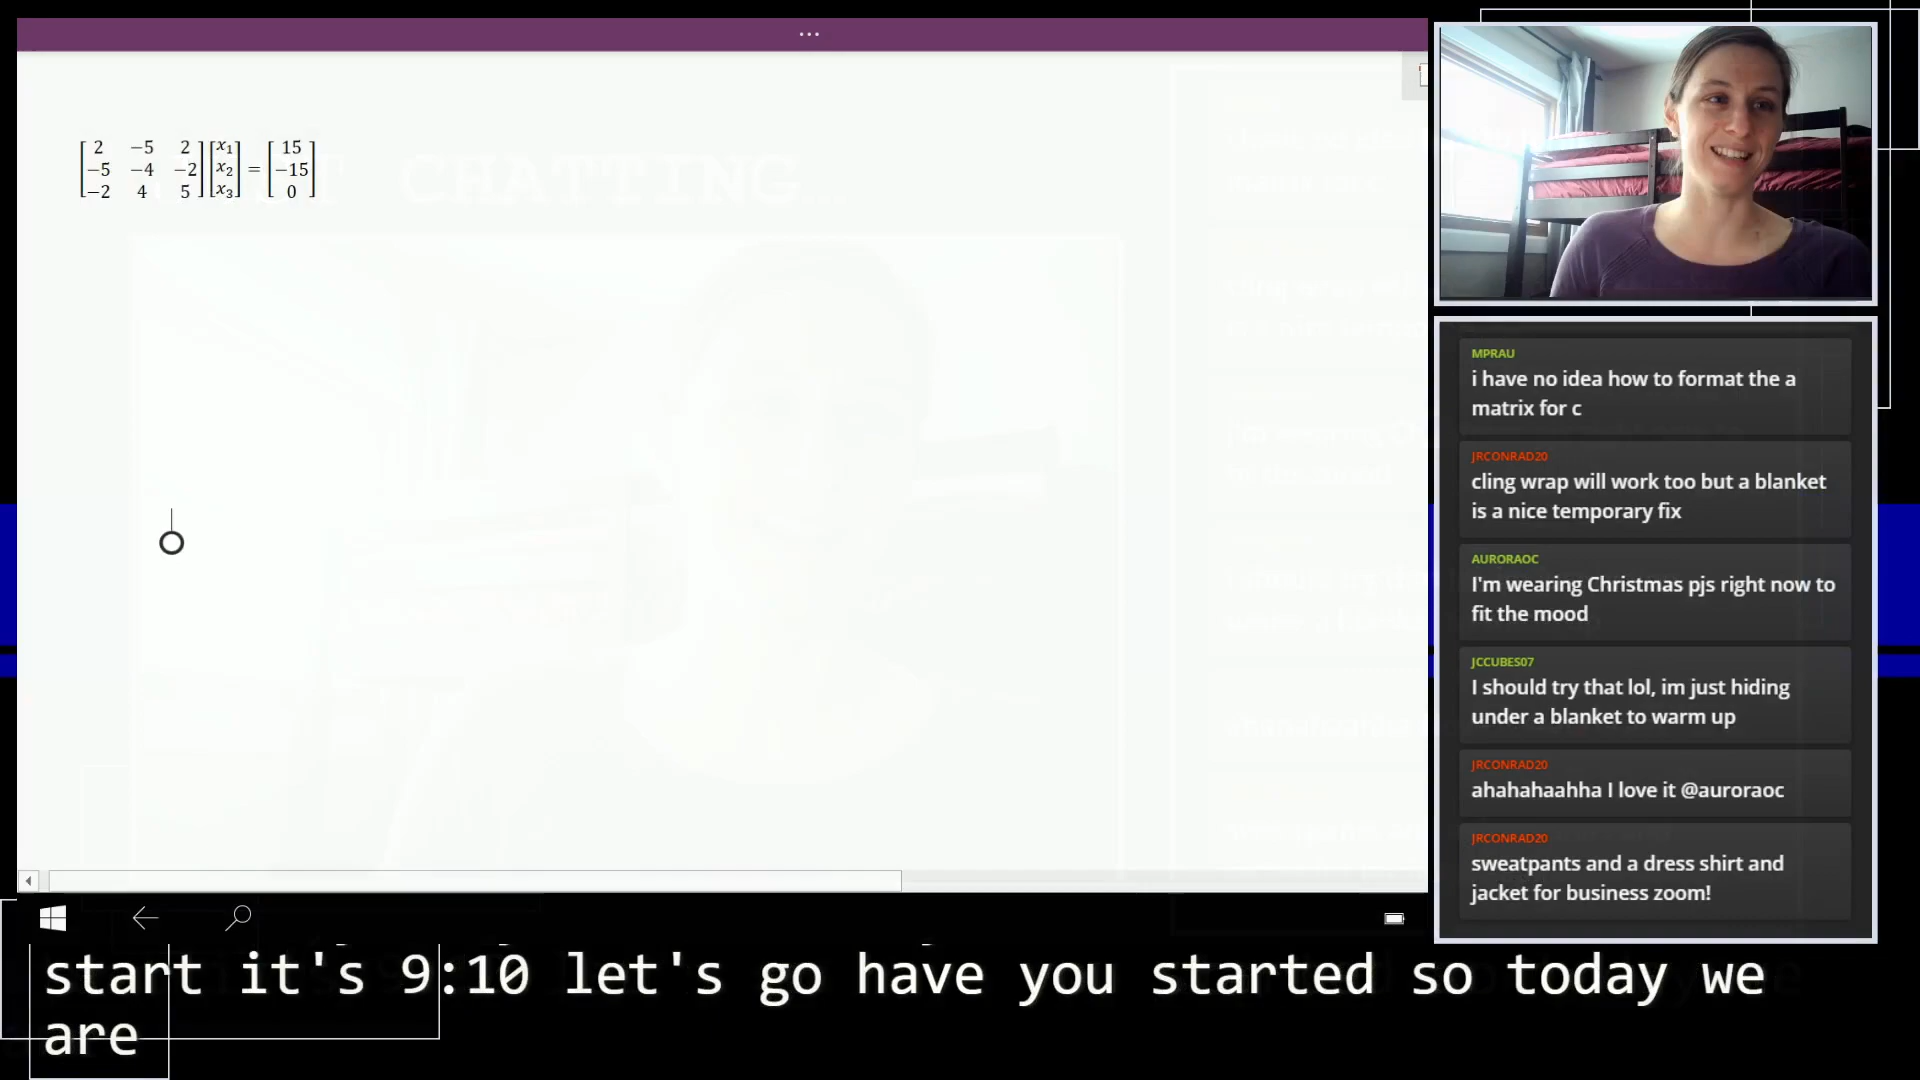 ...
2 −5 2 x₁ 15
−5 −4 −2 x₂ = −15
−2 4 5 x₃ 0
CHATTING
MPRAU
i have no idea how to format the a
matrix for c
JRCONRAD20
cling wrap will work too but a blanket
is a nice temporary fix
AURORAOC
I'm wearing Christmas pjs right now to
fit the mood
JCCUBES07
I should try that lol, im just hiding
under a blanket to warm up
JRCONRAD20
ahahahaahha I love it @auroraoc
JRCONRAD20
sweatpants and a dress shirt and
jacket for business zoom!
start it's 9:10 let's go have you started so today we
are